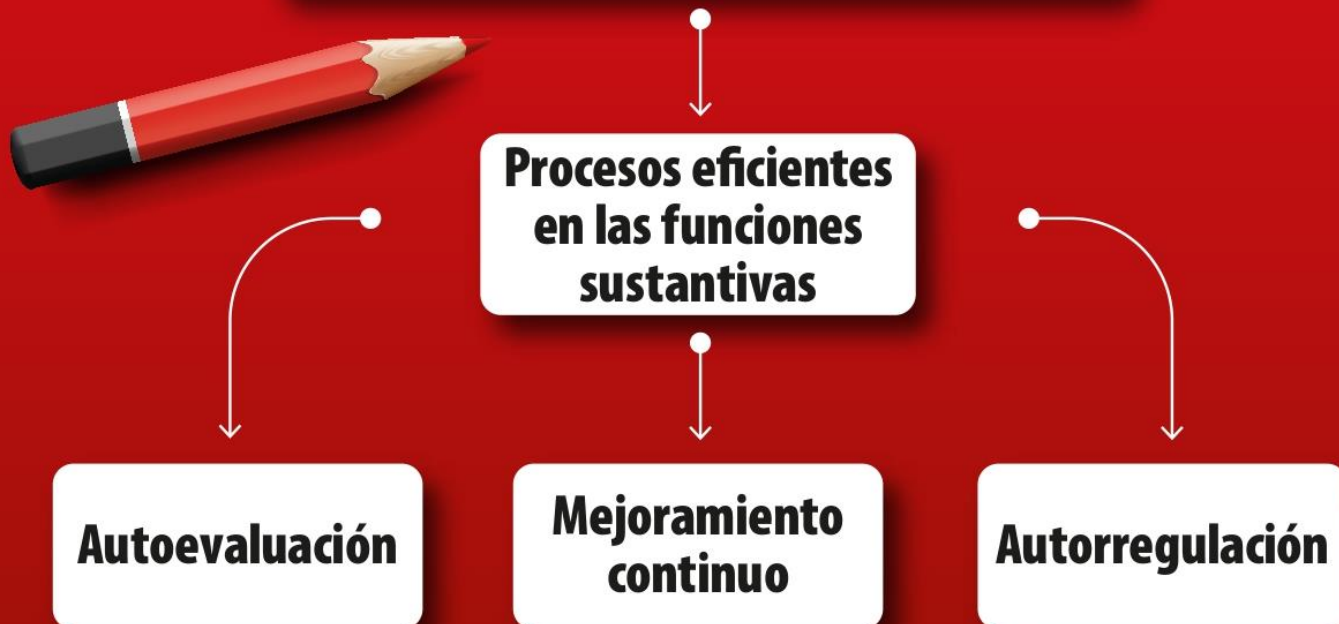 Procesos eficientes
en las funciones
sustantivas
Autoevaluación
Mejoramiento
continuo
Autorregulación